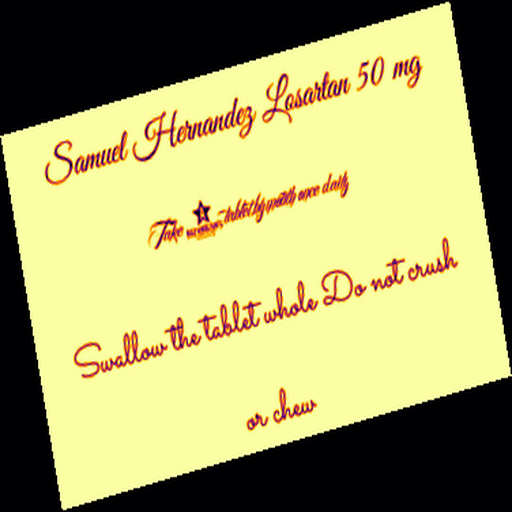 Samuel Hernandez Losartan 50 mg
Take tablet by mouth once daily
Swallow the tablet whole Do not crush
or chew